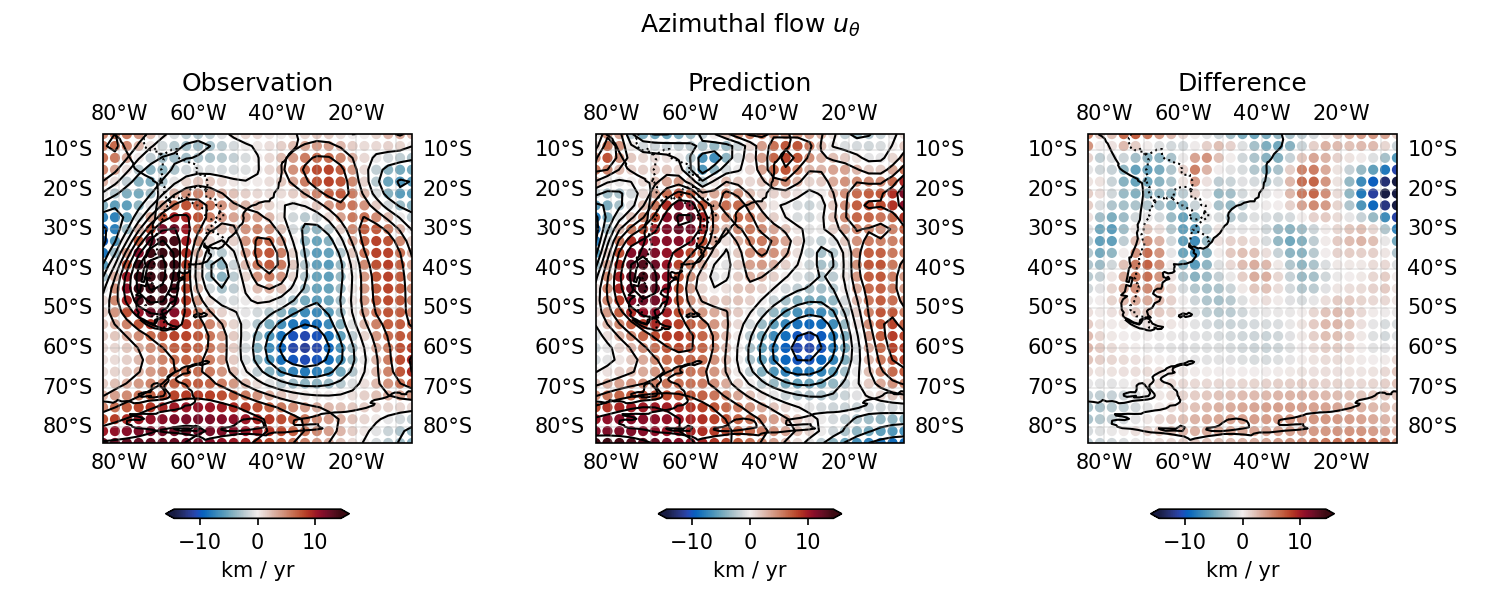 Azimuthal flow u_θ
Observation Prediction Difference
80°W 60°W 40°W 20°W 80°W 60°W 40°W 20°W 80°W 60°W 40°W 20°W
10°S 10°S 10°S 10°S 10°S 10°S
20°S 20°S 20°S 20°S 20°S 20°S
30°S 30°S 30°S 30°S 30°S 30°S
40°S 40°S 40°S 40°S 40°S 40°S
50°S 50°S 50°S 50°S 50°S 50°S
60°S 60°S 60°S 60°S 60°S 60°S
70°S 70°S 70°S 70°S 70°S 70°S
80°S 80°S 80°S 80°S 80°S 80°S
80°W 60°W 40°W 20°W 80°W 60°W 40°W 20°W 80°W 60°W 40°W 20°W
−10 0 10 −10 0 10 −10 0 10
km / yr km / yr km / yr